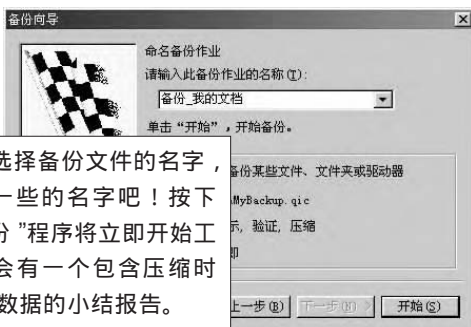 备份向导
命名备份作业
请输入此备份作业的名称(I):
备份_我的文档
单击“开始”,开始备份。
选择备份文件的名字,
一些的名字吧!按下
份”程序将立即开始工
会有一个包含压缩时
数据的小结报告。
备份某些文件、文件夹或驱动器
MyBackup.qic
示, 验证, 压缩
即
上一步(B)
下一步(N) >
开始(S)